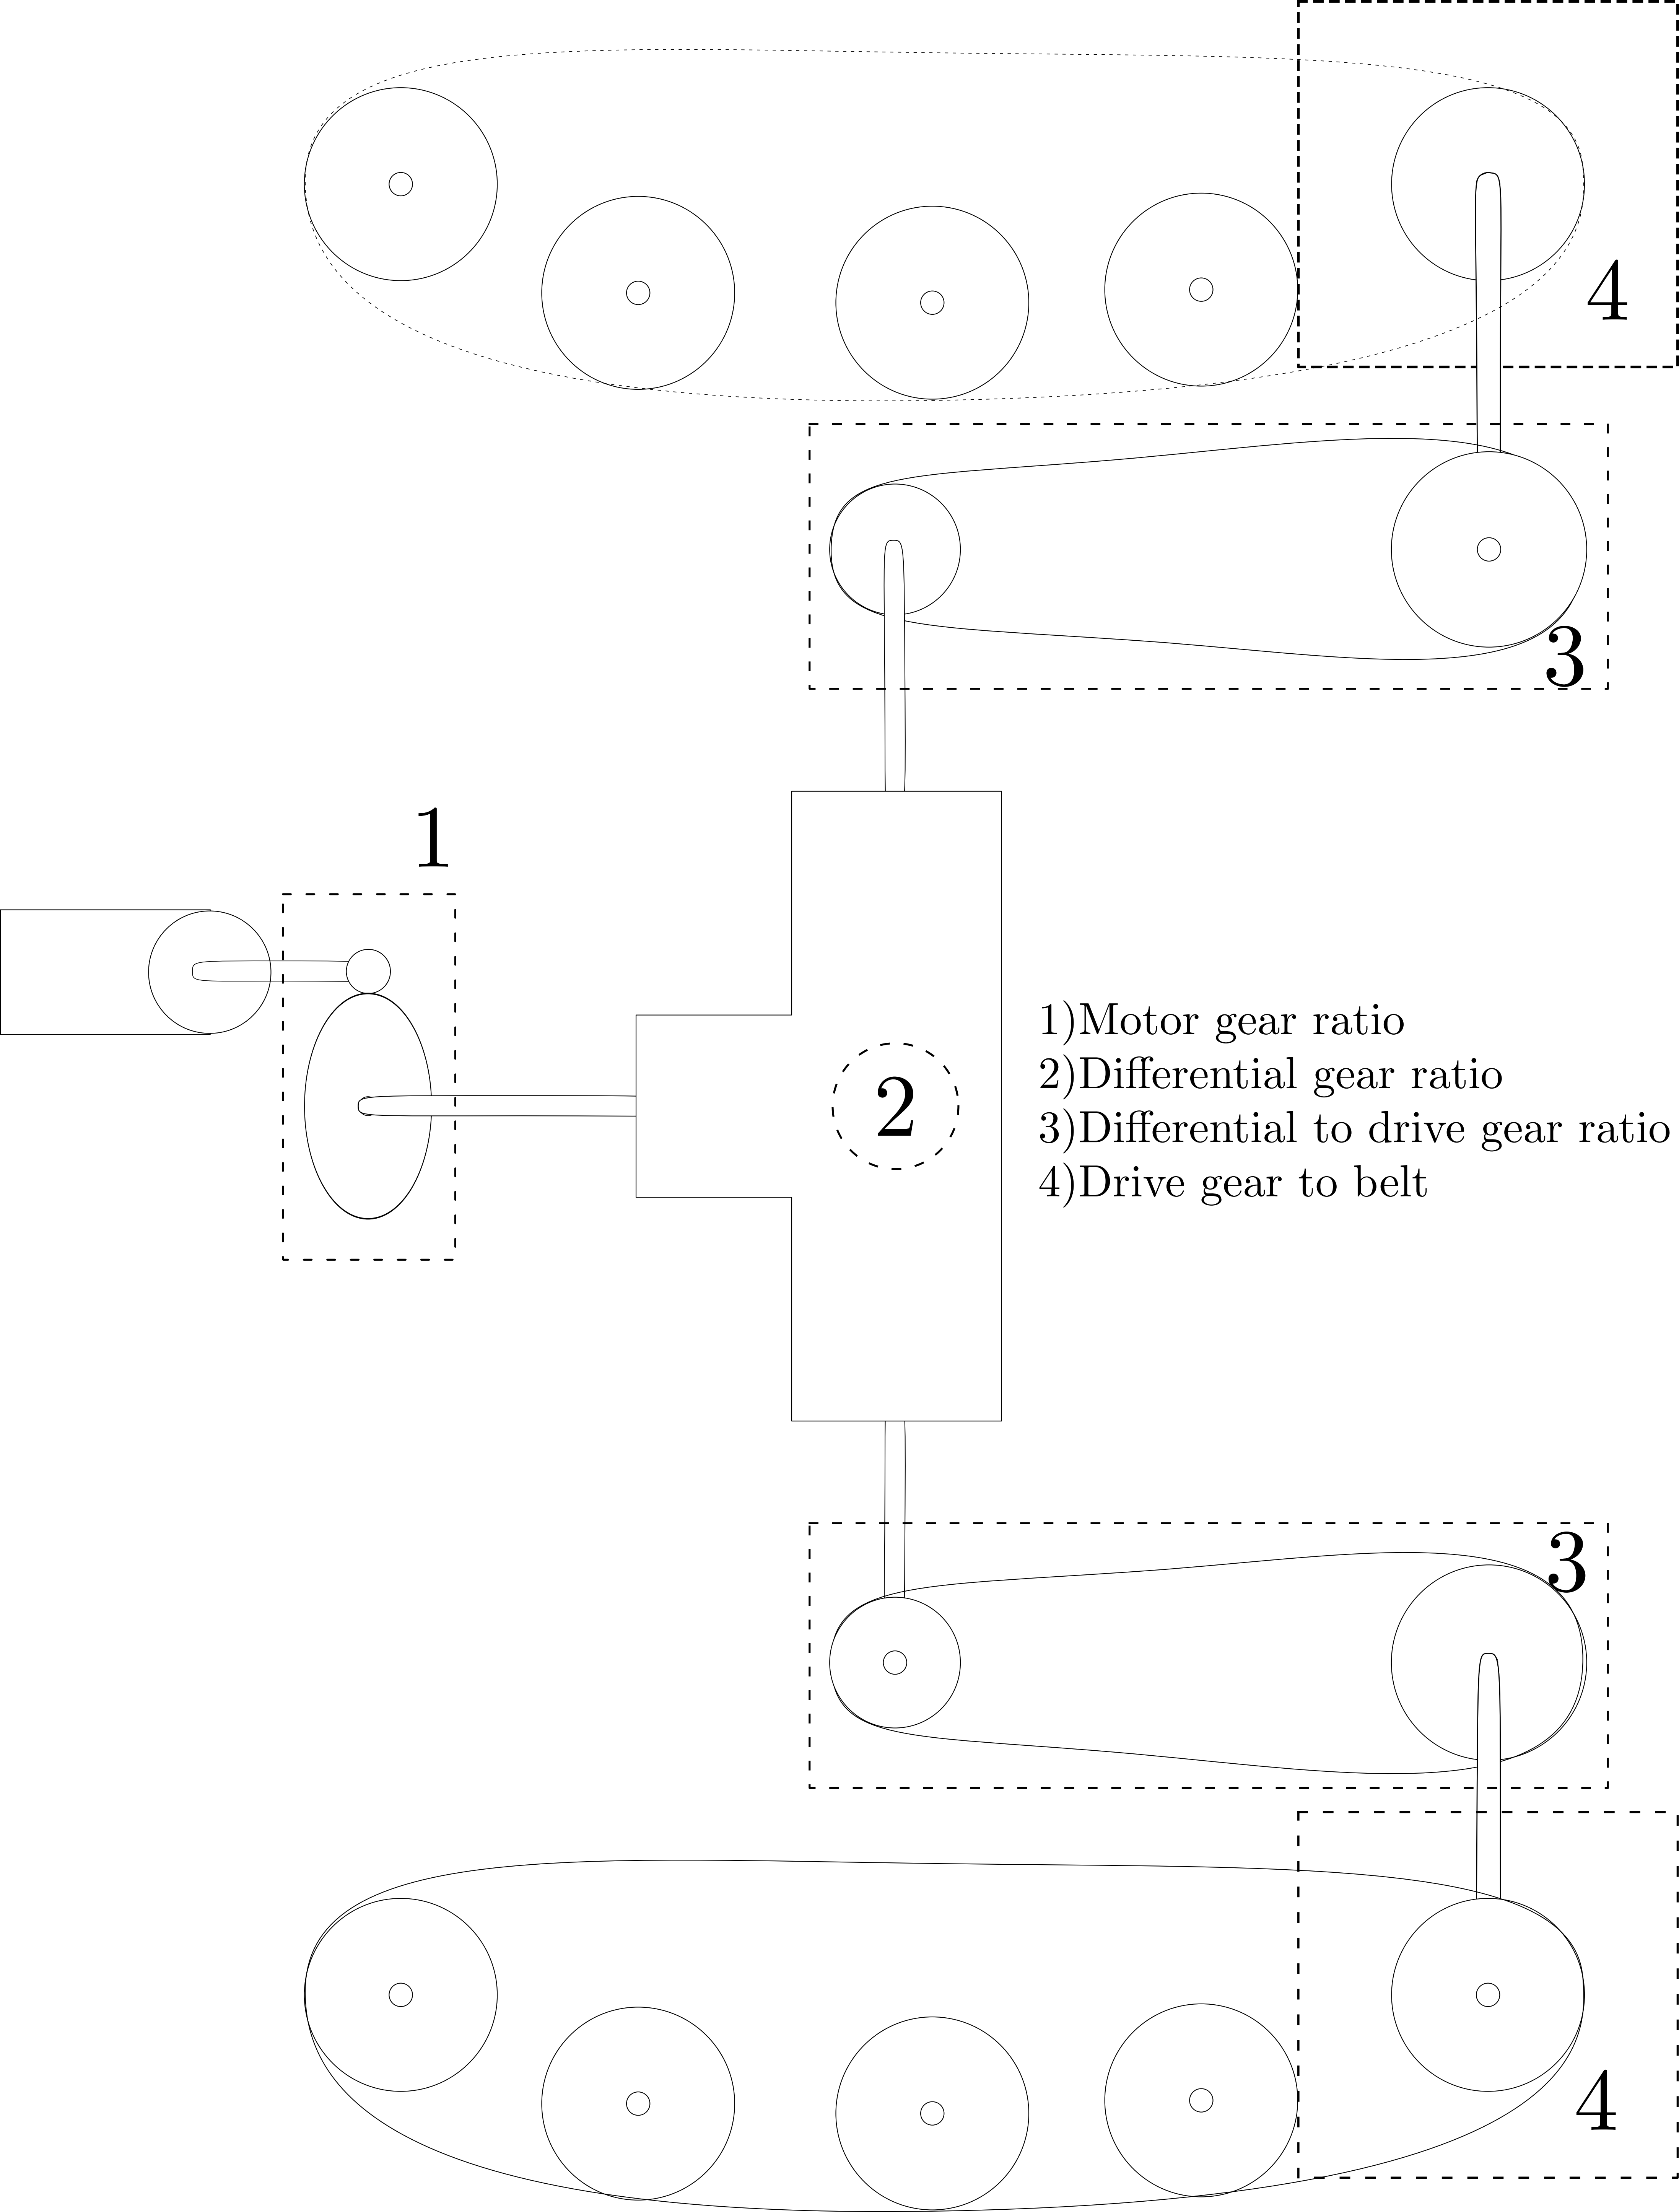 4
3
1
2
1)Motor gear ratio
2)Differential gear ratio
3)Differential to drive gear ratio
4)Drive gear to belt
3
4